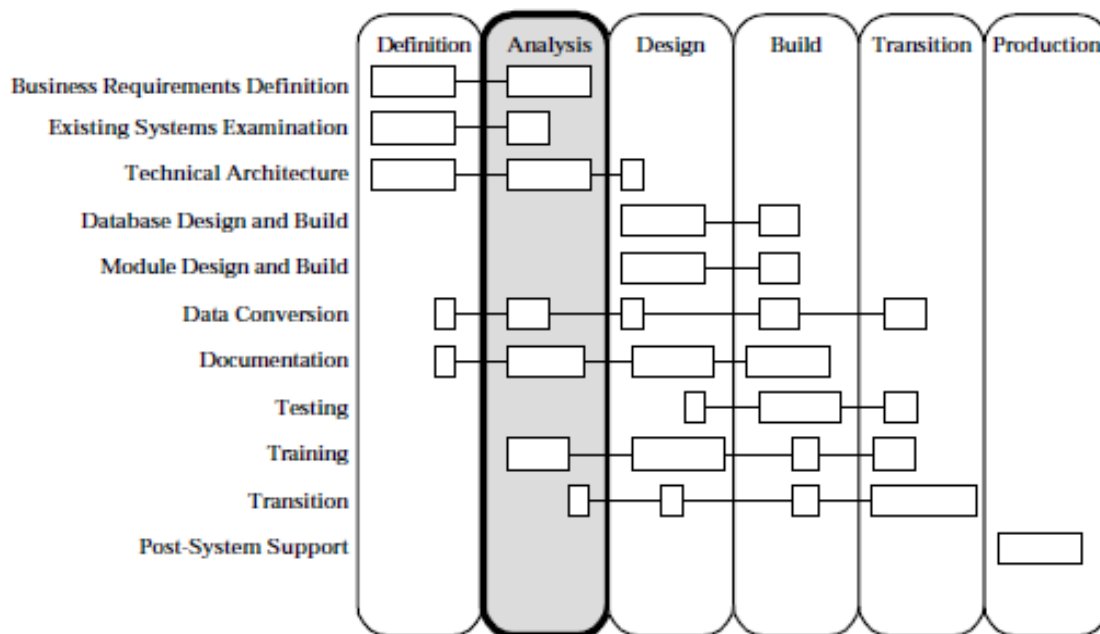 Definition Analysis Design Build Transition Production
Business Requirements Definition
Existing Systems Examination
Technical Architecture
Database Design and Build
Module Design and Build
Data Conversion
Documentation
Testing
Training
Transition
Post-System Support